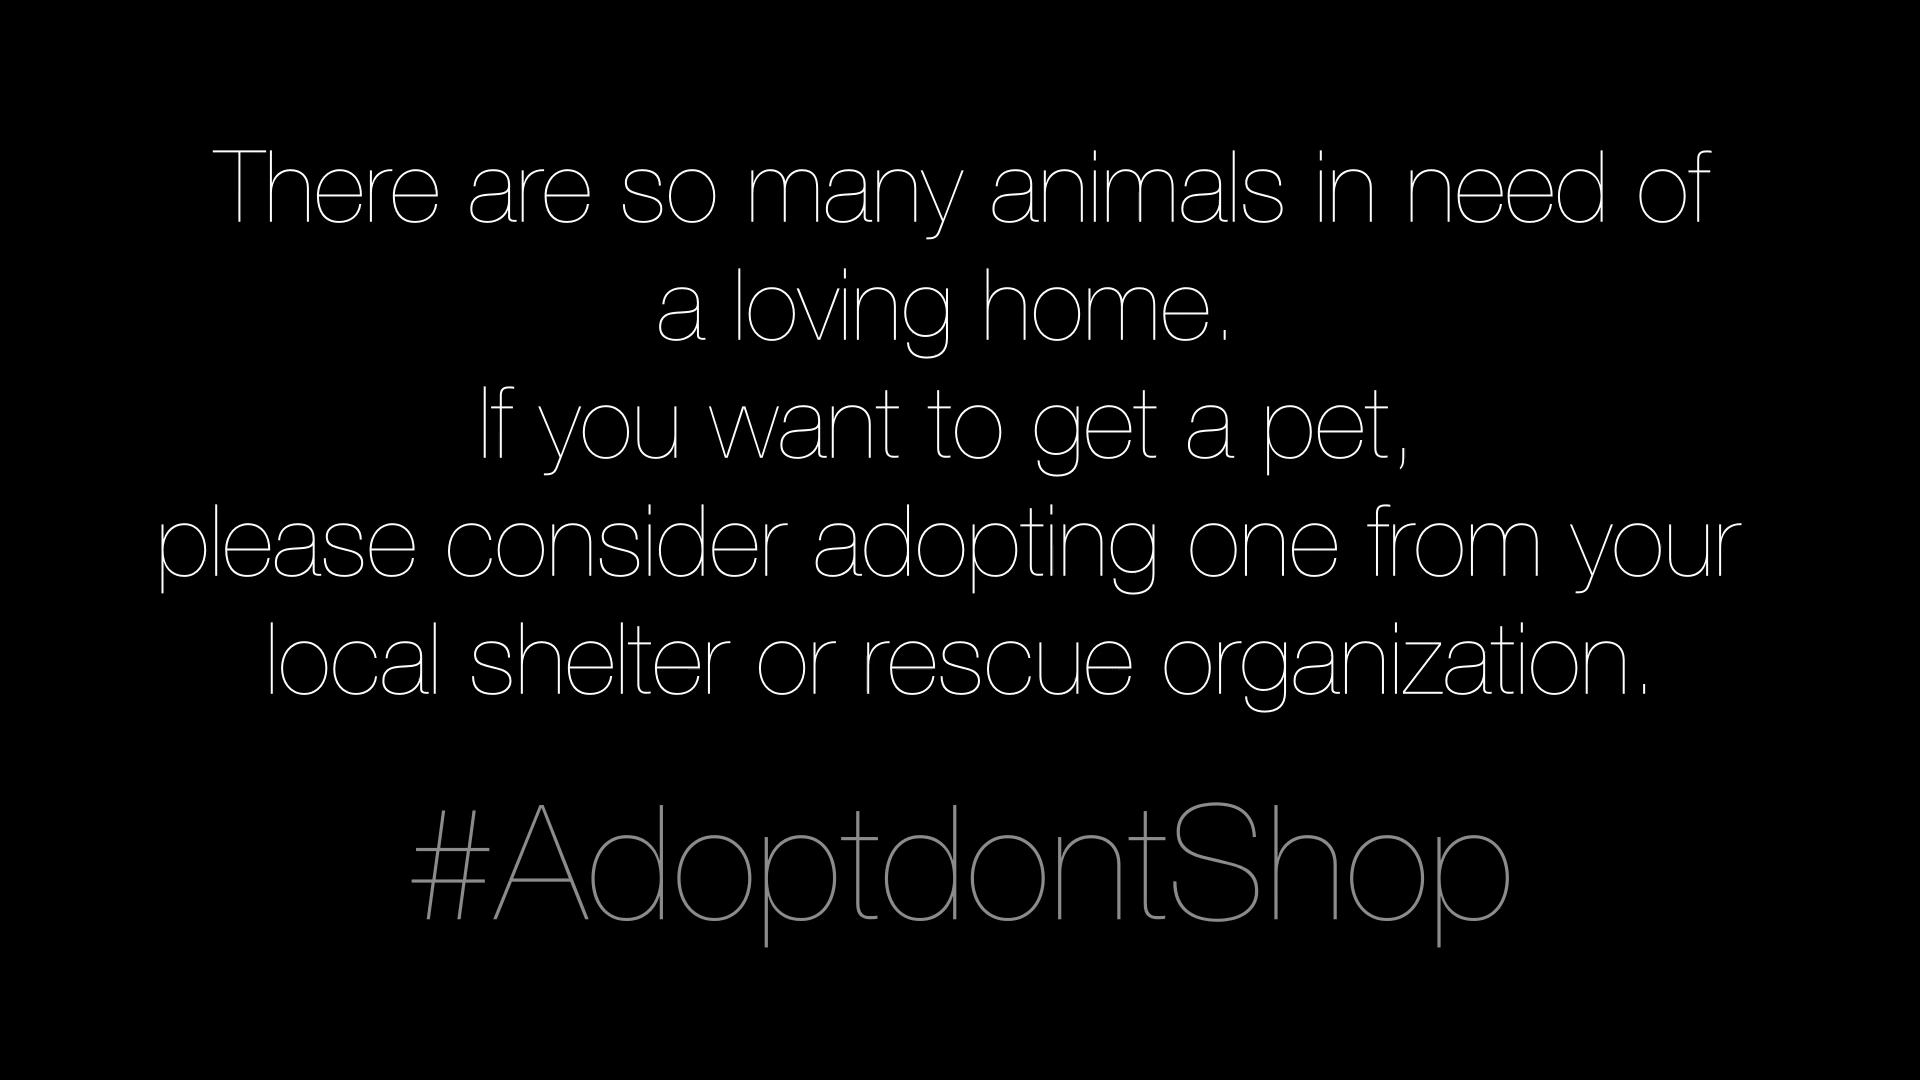 There are so many animals in need of
a loving home.
If you want to get a pet,
please consider adopting one from your
local shelter or rescue organization.
#AdoptdontShop